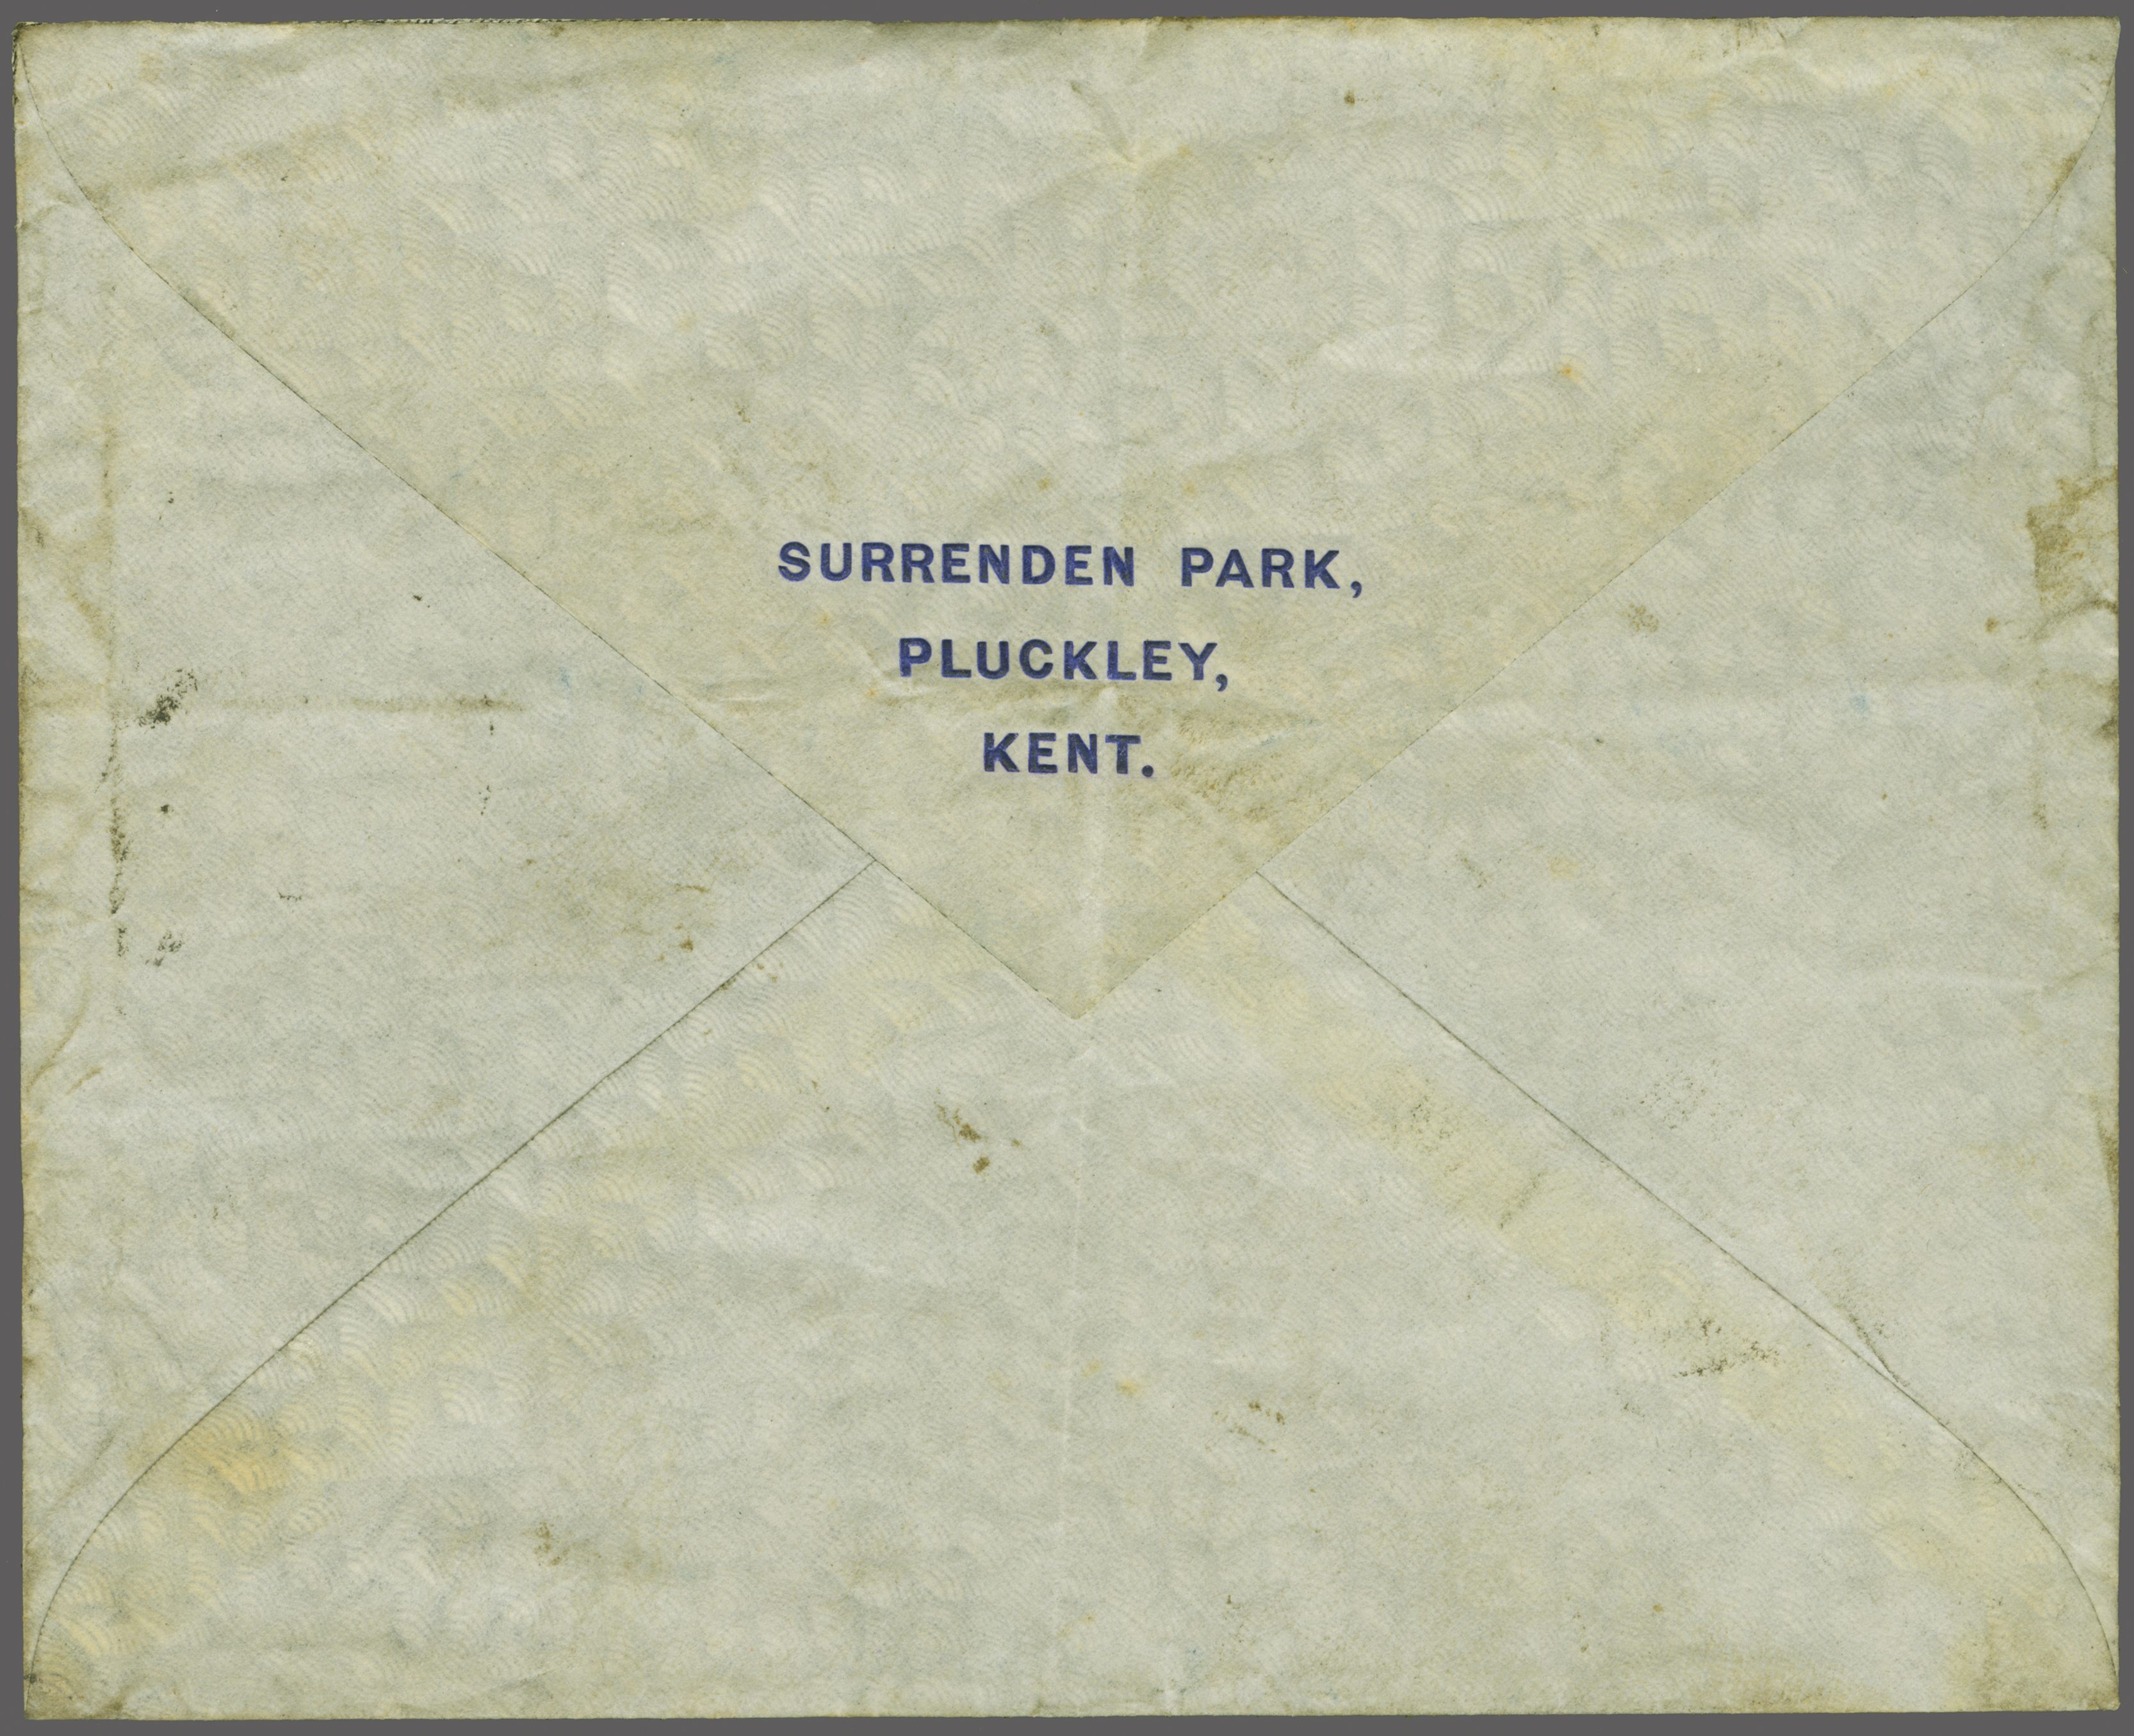 SURRENDEN PARK,
PLUCKLEY,
KENT.